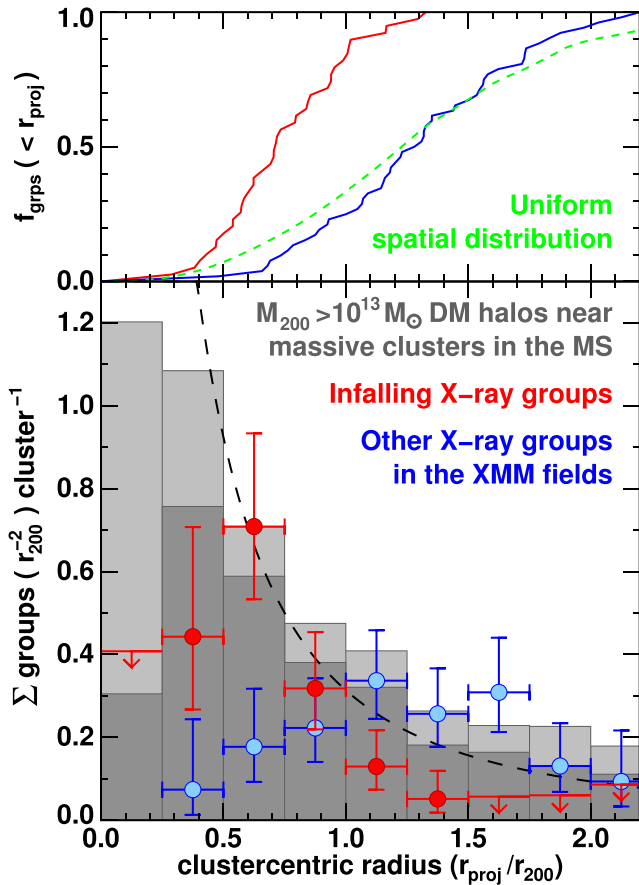 1.0
0.5
0.0
f_grps ( < r_proj )
Uniform
spatial distribution
1.2
1.0
0.8
0.6
0.4
0.2
0.0
Σ groups ( r_200^-2 ) cluster^-1
M_200 >10^13 M_⊙ DM halos near
massive clusters in the MS
Infalling X-ray groups
Other X-ray groups
in the XMM fields
0.0 0.5 1.0 1.5 2.0
clustercentric radius (r_proj/r_200)